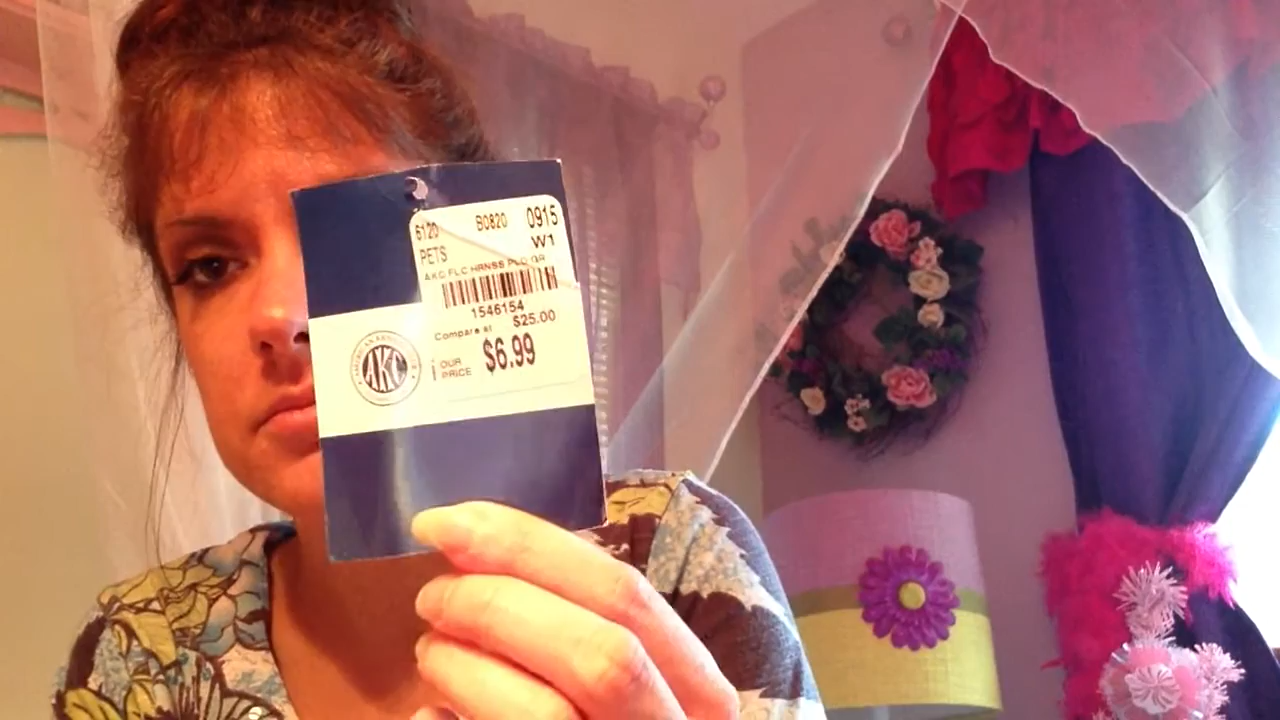 6120 B0820 0915
PETS W1
AKC FLC HRNSS PLD GR
1546154
Compare at $25.00
OUR PRICE $6.99
AKC